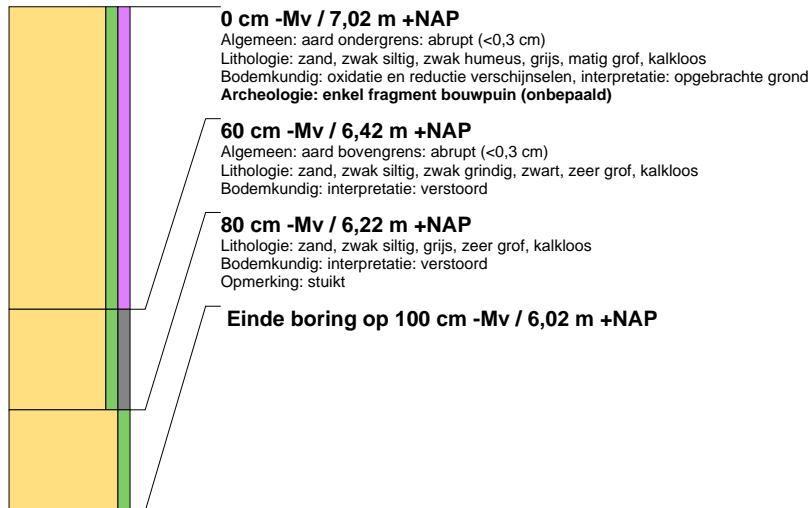 0 cm -Mv / 7,02 m +NAP
Algemeen: aard ondergrens: abrupt (<0,3 cm)
Lithologie: zand, zwak siltig, zwak humeus, grijs, matig grof, kalkloos
Bodemkundig: oxidatie en reductie verschijnselen, interpretatie: opgebrachte grond
Archeologie: enkel fragment bouwpuin (onbepaald)
60 cm -Mv / 6,42 m +NAP
Algemeen: aard bovengrens: abrupt (<0,3 cm)
Lithologie: zand, zwak siltig, zwak grindig, zwart, zeer grof, kalkloos
Bodemkundig: interpretatie: verstoord
80 cm -Mv / 6,22 m +NAP
Lithologie: zand, zwak siltig, grijs, zeer grof, kalkloos
Bodemkundig: interpretatie: verstoord
Opmerking: stuikt
Einde boring op 100 cm -Mv / 6,02 m +NAP